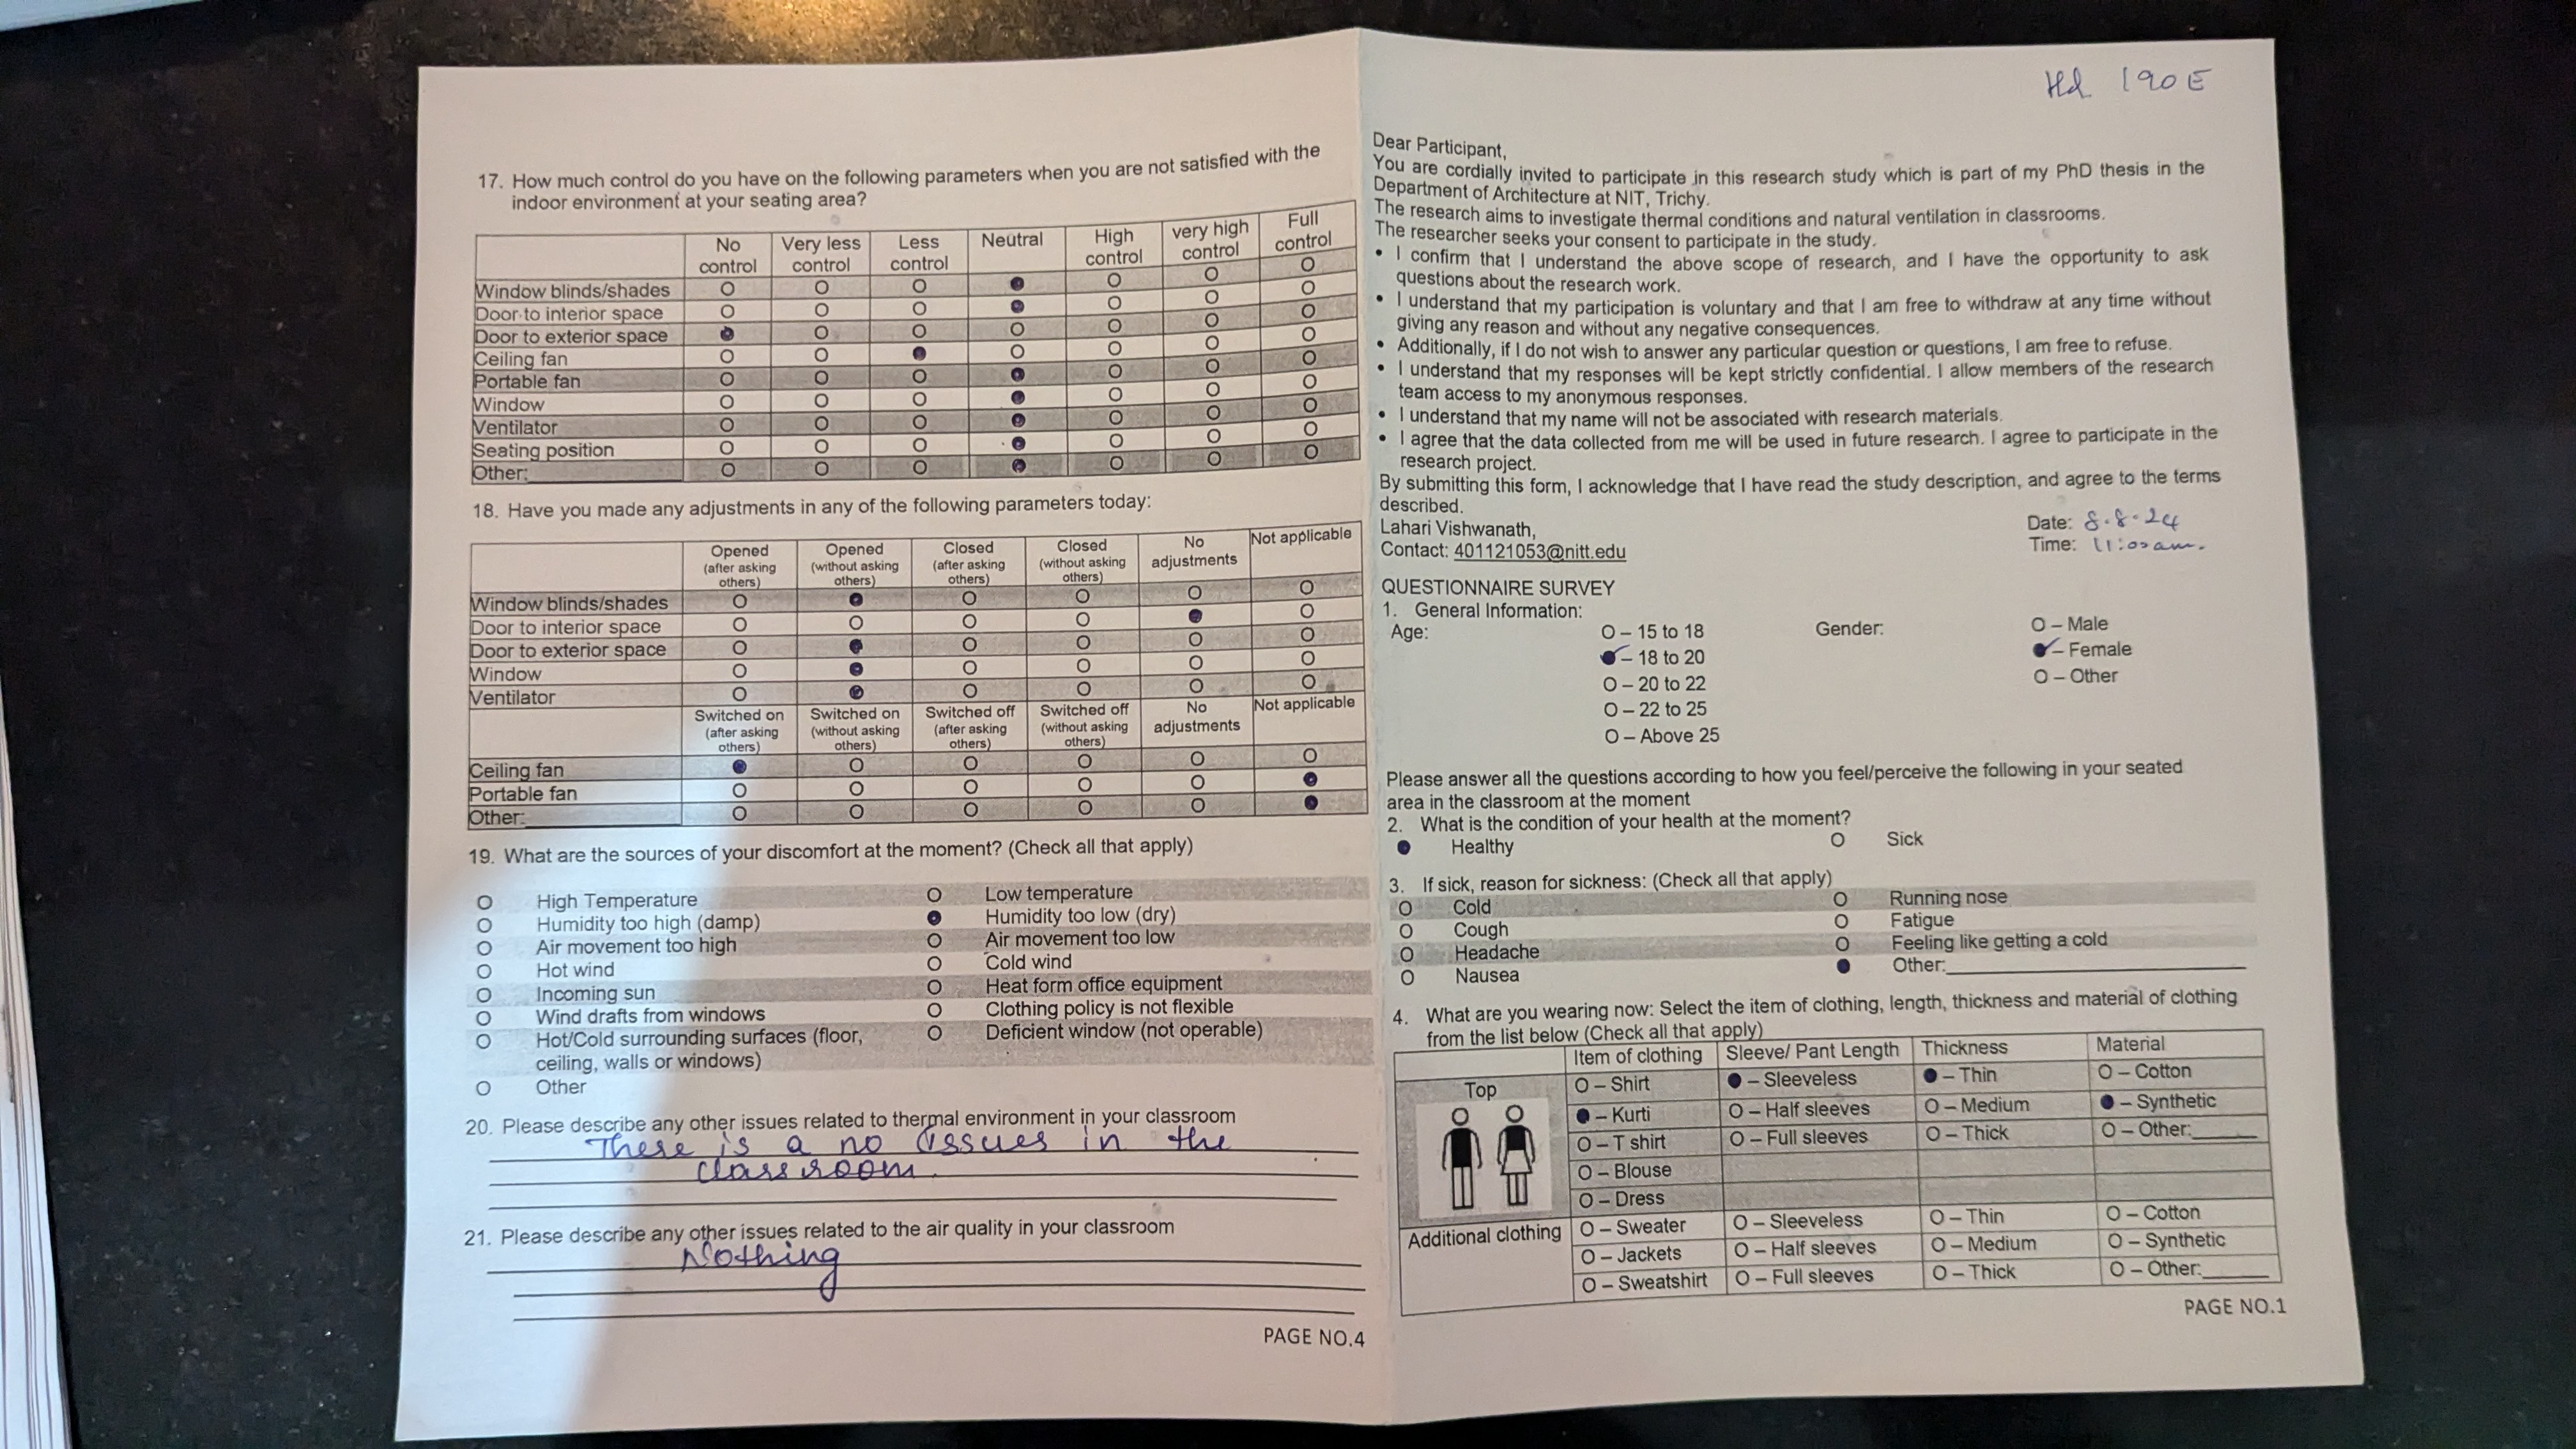 17. How much control do you have on the following parameters when you are not satisfied with the
indoor environment at your seating area?
No control | Very less control | Less control | Neutral | High control | very high control | Full control
Window blinds/shades O O O ● O O O
Door to interior space O O O ● O O O
Door to exterior space ● O O O O O O
Ceiling fan O O ● O O O O
Portable fan O O O ● O O O
Window O O O ● O O O
Ventilator O O O ● O O O
Seating position O O O ● O O O
Other:________ O O O ● O O O
18. Have you made any adjustments in any of the following parameters today:
Opened (after asking others) | Opened (without asking others) | Closed (after asking others) | Closed (without asking others) | No adjustments | Not applicable
Window blinds/shades O ● O O O O
Door to interior space O O O O ● O
Door to exterior space O ● O O O O
Window O ● O O O O
Ventilator O ● O O O O
Switched on (after asking others) | Switched on (without asking others) | Switched off (after asking others) | Switched off (without asking others) | No adjustments | Not applicable
Ceiling fan ● O O O O O
Portable fan O O O O O ●
Other:________ O O O O O ●
19. What are the sources of your discomfort at the moment? (Check all that apply)
O High Temperature O Low temperature
O Humidity too high (damp) ● Humidity too low (dry)
O Air movement too high O Air movement too low
O Hot wind O Cold wind
O Incoming sun O Heat form office equipment
O Wind drafts from windows O Clothing policy is not flexible
O Hot/Cold surrounding surfaces (floor, O Deficient window (not operable)
ceiling, walls or windows)
O Other
20. Please describe any other issues related to thermal environment in your classroom
There is a no issues in the
classroom.
21. Please describe any other issues related to the air quality in your classroom
Nothing
PAGE NO.4
Hd 190E
Dear Participant,
You are cordially invited to participate in this research study which is part of my PhD thesis in the
Department of Architecture at NIT, Trichy.
The research aims to investigate thermal conditions and natural ventilation in classrooms.
The researcher seeks your consent to participate in the study.
• I confirm that I understand the above scope of research, and I have the opportunity to ask
questions about the research work.
• I understand that my participation is voluntary and that I am free to withdraw at any time without
giving any reason and without any negative consequences.
• Additionally, if I do not wish to answer any particular question or questions, I am free to refuse.
• I understand that my responses will be kept strictly confidential. I allow members of the research
team access to my anonymous responses.
• I understand that my name will not be associated with research materials.
• I agree that the data collected from me will be used in future research. I agree to participate in the
research project.
By submitting this form, I acknowledge that I have read the study description, and agree to the terms
described.
Lahari Vishwanath,
Contact: 401121053@nitt.edu
Date: 8.8.24
Time: 11:00am.
QUESTIONNAIRE SURVEY
1. General Information:
Age: O – 15 to 18 Gender: O – Male
● – 18 to 20 ● – Female
O – 20 to 22 O – Other
O – 22 to 25
O – Above 25
Please answer all the questions according to how you feel/perceive the following in your seated
area in the classroom at the moment
2. What is the condition of your health at the moment?
● Healthy O Sick
3. If sick, reason for sickness: (Check all that apply)
O Cold O Running nose
O Cough O Fatigue
O Headache O Feeling like getting a cold
O Nausea ● Other:________
4. What are you wearing now: Select the item of clothing, length, thickness and material of clothing
from the list below (Check all that apply)
Item of clothing | Sleeve/ Pant Length | Thickness | Material
Top O – Shirt ● – Sleeveless ● – Thin O – Cotton
● – Kurti O – Half sleeves O – Medium ● – Synthetic
O – T shirt O – Full sleeves O – Thick O – Other:______
O – Blouse
O – Dress
Additional clothing O – Sweater O – Sleeveless O – Thin O – Cotton
O – Jackets O – Half sleeves O – Medium O – Synthetic
O – Sweatshirt O – Full sleeves O – Thick O – Other:______
PAGE NO.1